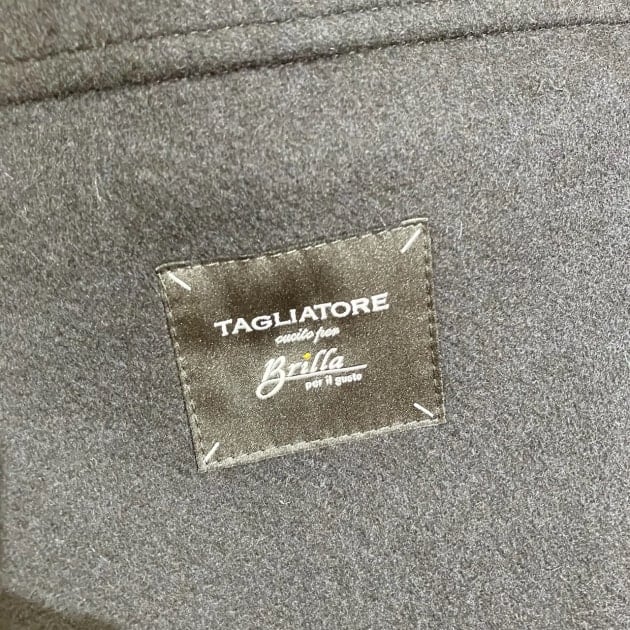 TAGLIATORE
cucito per
Brilla
per il gusto